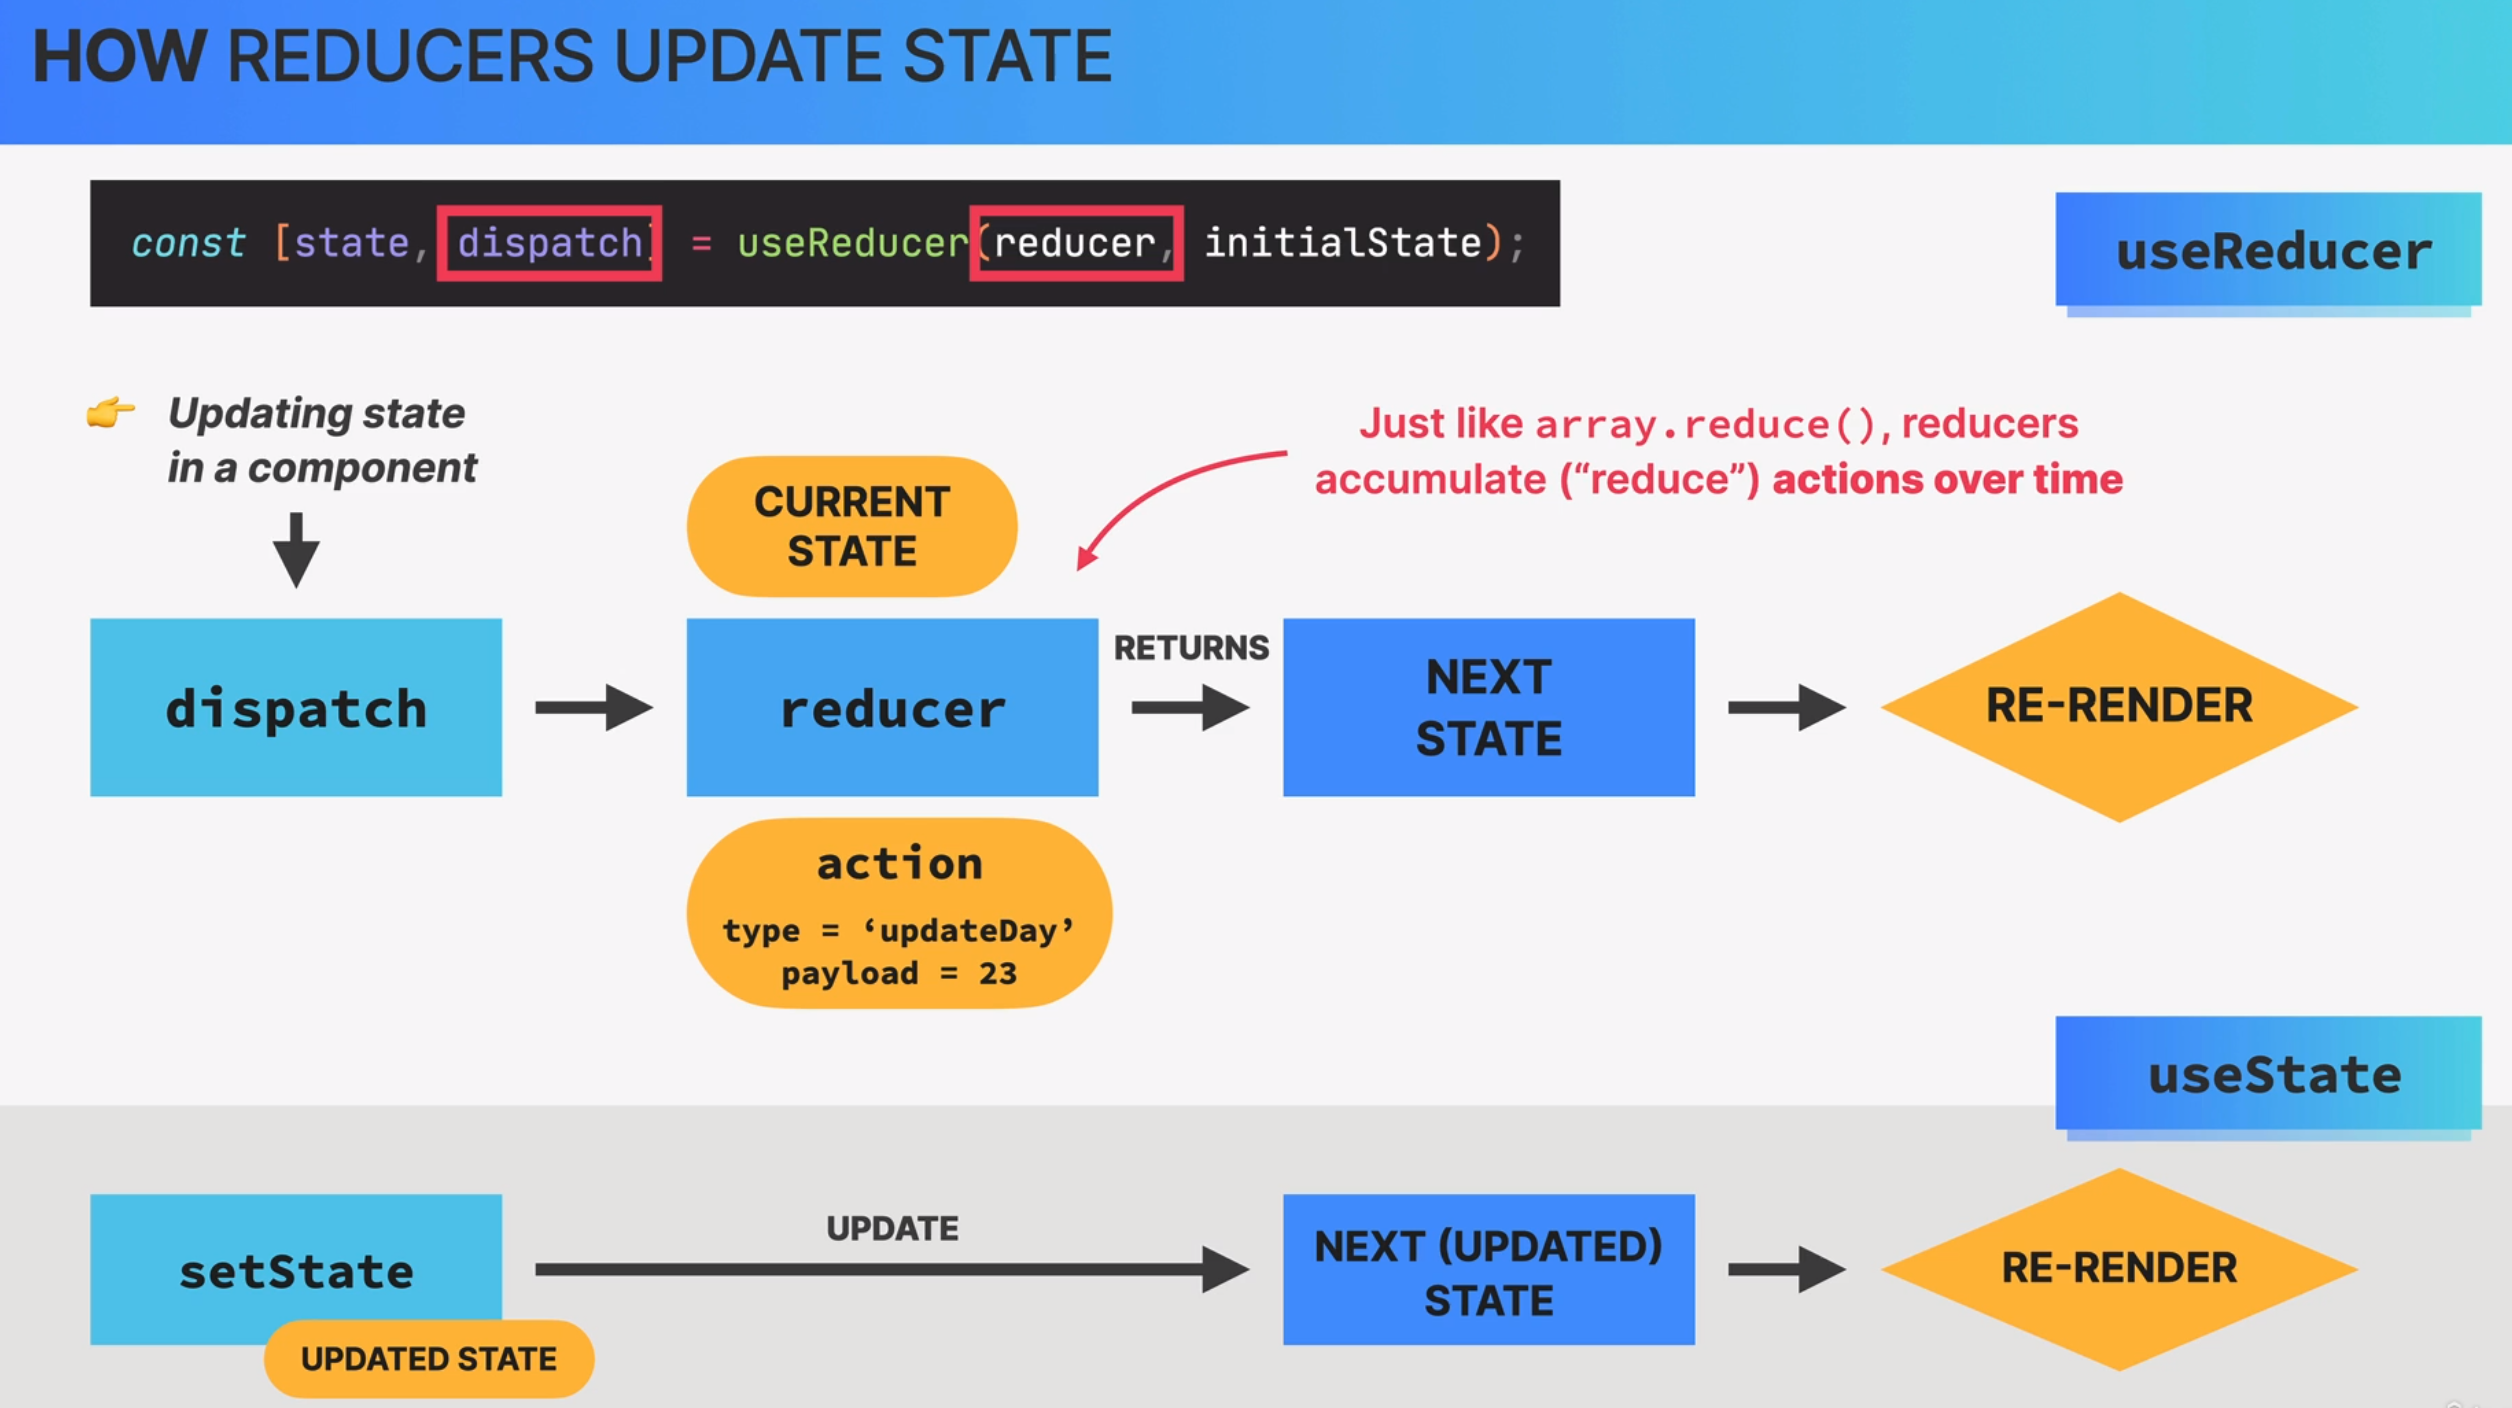 HOW REDUCERS UPDATE STATE
const [state, dispatch] = useReducer(reducer, initialState);
useReducer
Updating state
in a component
Just like array.reduce(), reducers
accumulate (“reduce”) actions over time
CURRENT
STATE
dispatch
reducer
RETURNS
NEXT
STATE
RE-RENDER
action
type = ‘updateDay’
payload = 23
useState
setState
UPDATED STATE
UPDATE
NEXT (UPDATED)
STATE
RE-RENDER